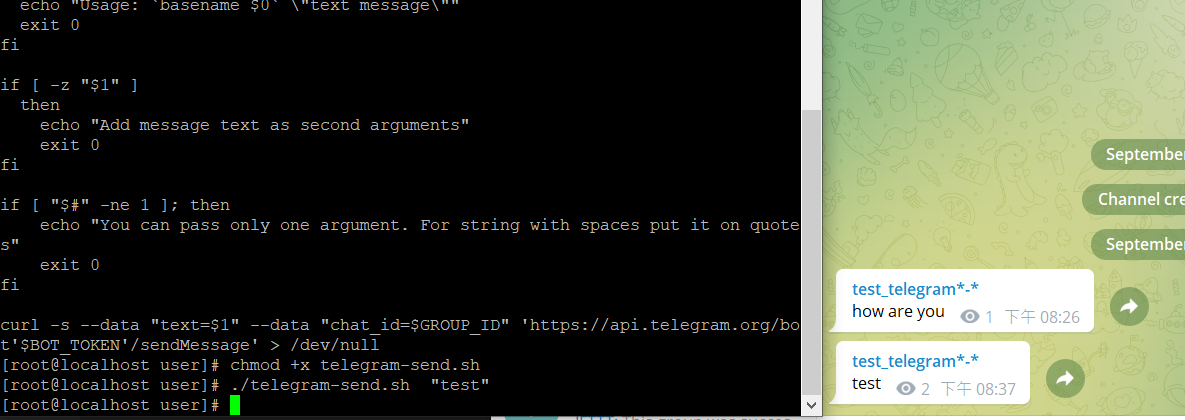 echo "Usage: `basename $0` \"text message\""
  exit 0
fi

if [ -z "$1" ]
  then
    echo "Add message text as second arguments"
    exit 0
fi

if [ "$#" -ne 1 ]; then
    echo "You can pass only one argument. For string with spaces put it on quote
s"
    exit 0
fi

curl -s --data "text=$1" --data "chat_id=$GROUP_ID" 'https://api.telegram.org/bo
t'$BOT_TOKEN'/sendMessage' > /dev/null
[root@localhost user]# chmod +x telegram-send.sh
[root@localhost user]# ./telegram-send.sh  "test"
[root@localhost user]#
September
Channel cre
September
test_telegram*-*
how are you 1 下午 08:26
test_telegram*-*
test 2 下午 08:37